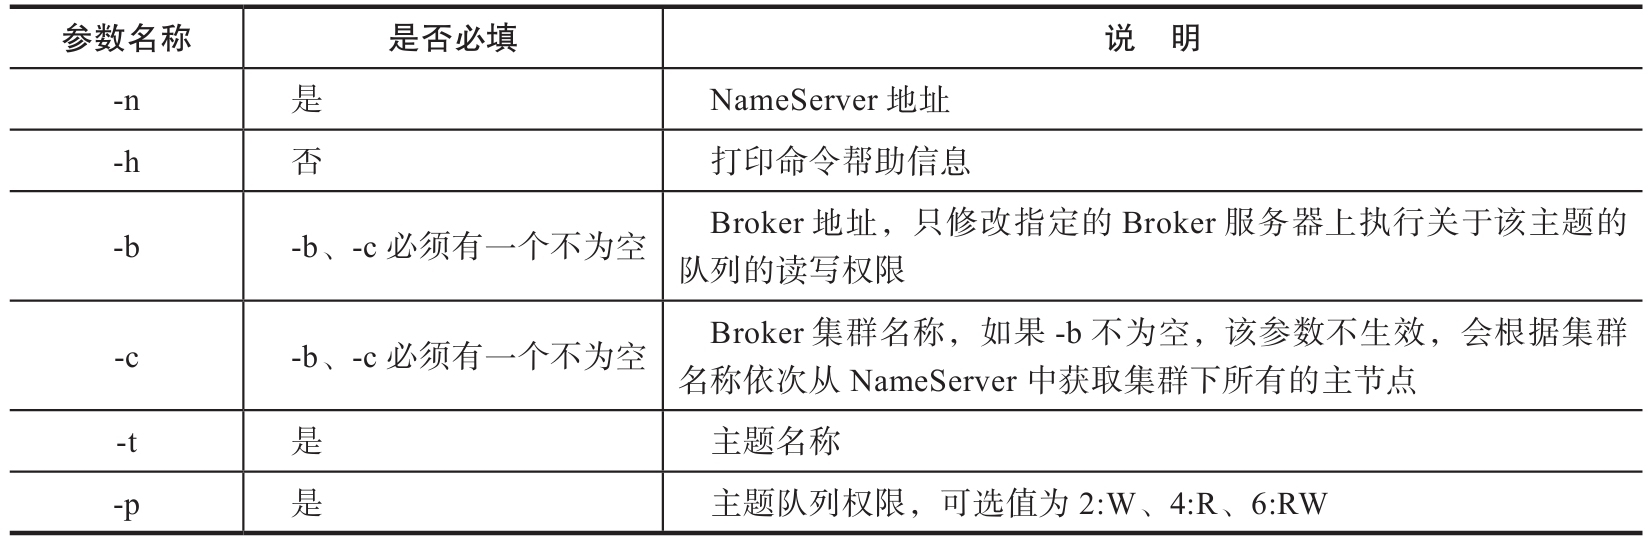 参数名称 是否必填 说 明
-n 是 NameServer 地址
-h 否 打印命令帮助信息
-b -b、-c 必须有一个不为空 Broker 地址，只修改指定的 Broker 服务器上执行关于该主题的
队列的读写权限
-c -b、-c 必须有一个不为空 Broker 集群名称，如果 -b 不为空，该参数不生效，会根据集群
名称依次从 NameServer 中获取集群下所有的主节点
-t 是 主题名称
-p 是 主题队列权限，可选值为 2:W、4:R、6:RW